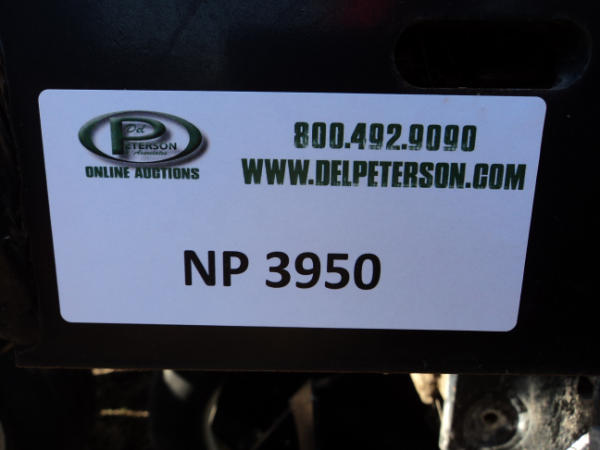 Del
PETERSON
& Associates
ONLINE AUCTIONS
800.492.9090
WWW.DELPETERSON.COM
NP 3950